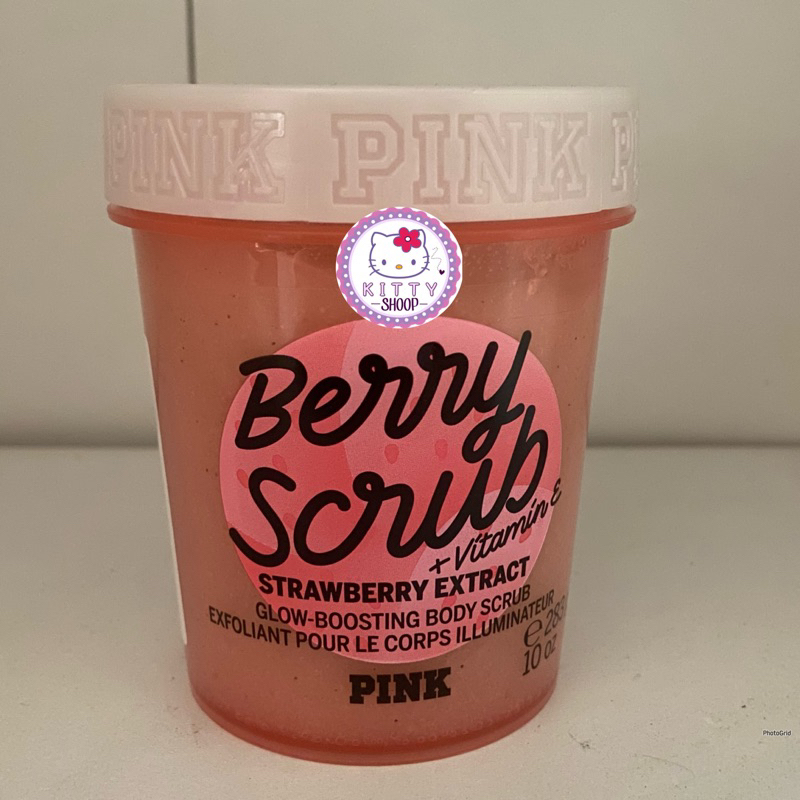 PINK PINK P
KITTY
SHOOP
Berry
Scrub
+ Vitamin E
STRAWBERRY EXTRACT
GLOW-BOOSTING BODY SCRUB
EXFOLIANT POUR LE CORPS ILLUMINATEUR
e 283
10 oz
PINK
PhotoGrid